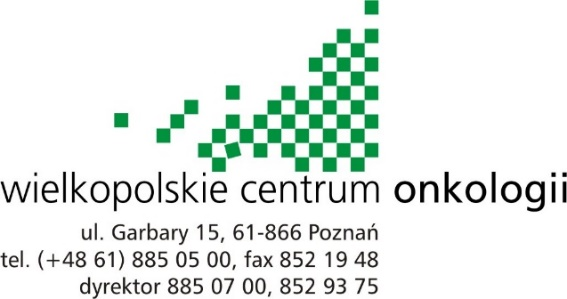 wielkopolskie centrum onkologii
ul. Garbary 15, 61-866 Poznań
tel. (+48 61) 885 05 00, fax 852 19 48
dyrektor 885 07 00, 852 93 75